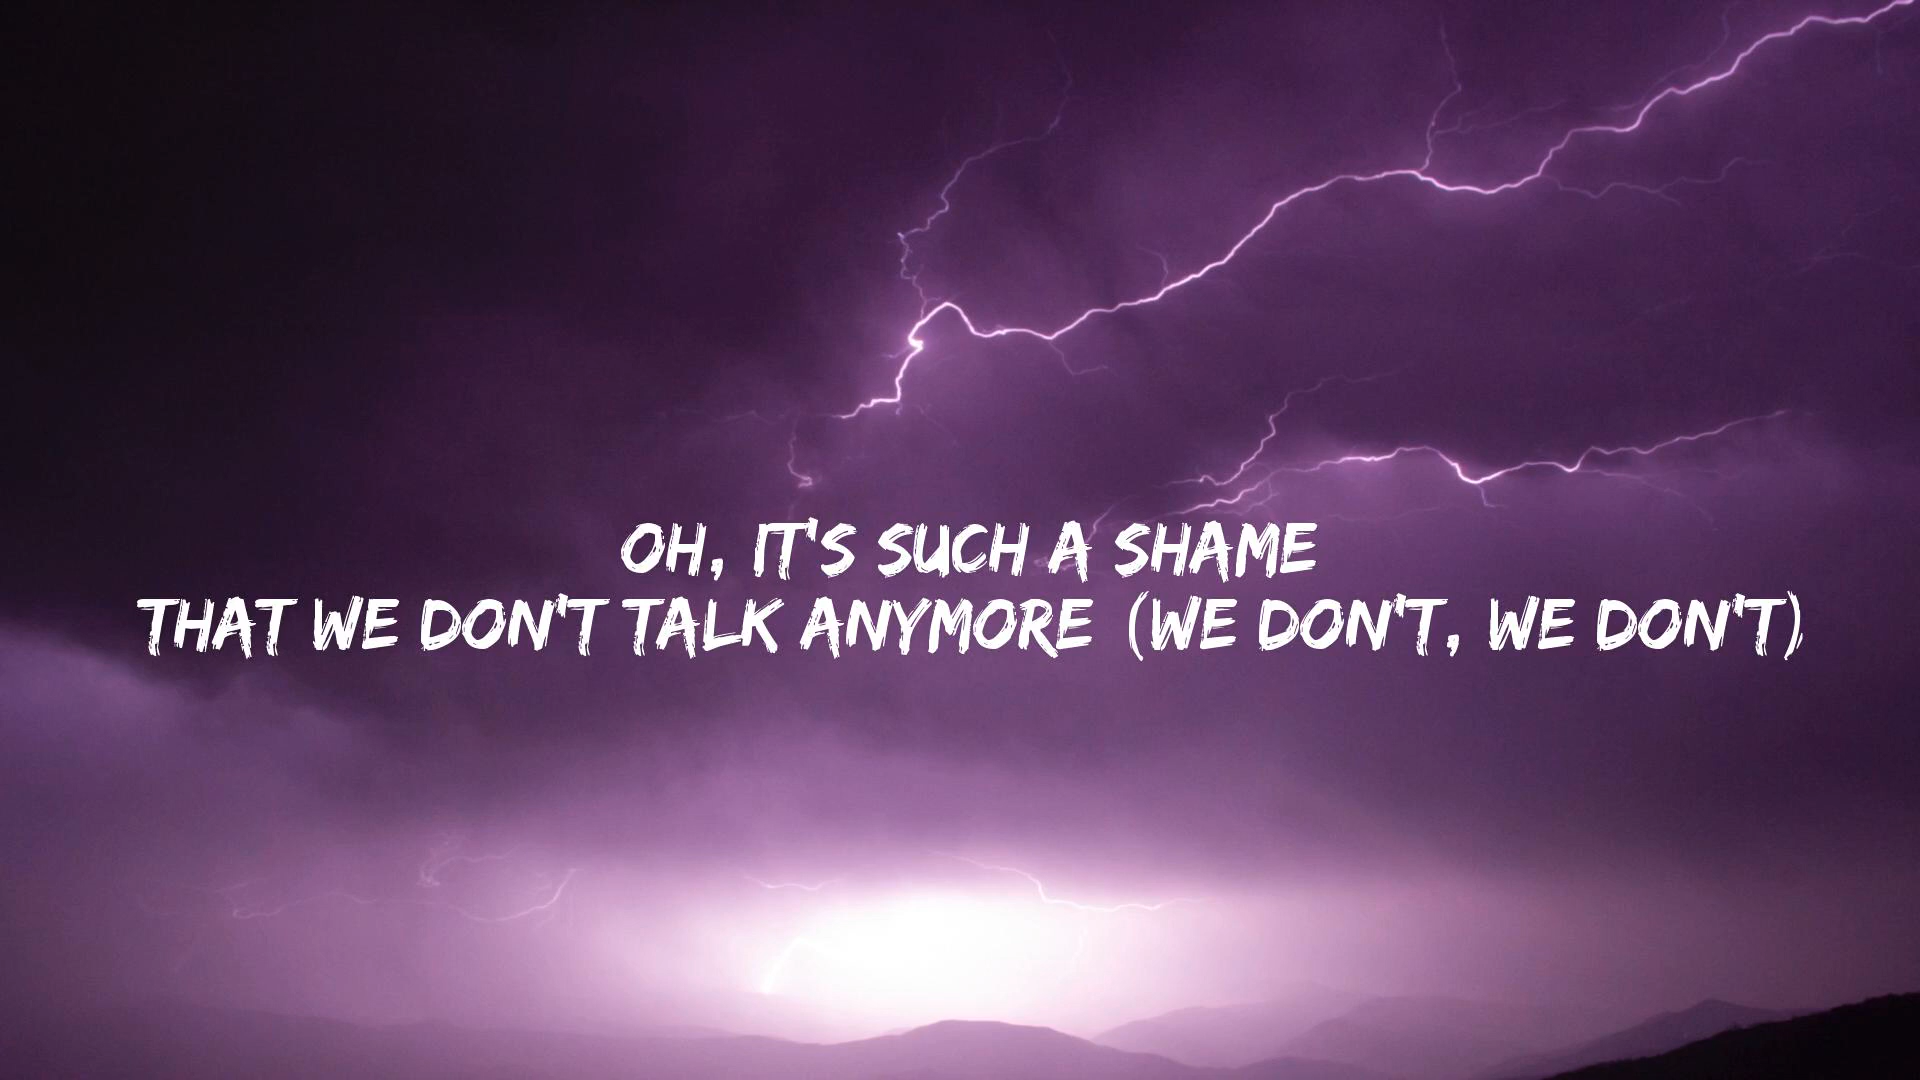 OH, IT'S SUCH A SHAME
THAT WE DON'T TALK ANYMORE (WE DON'T, WE DON'T)